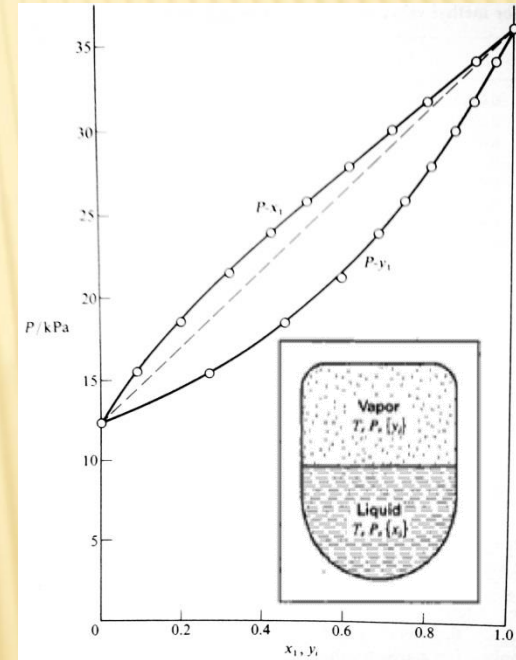 35
30
P-x₁
25
P-y₁
20
P/kPa
15
Vapor
T, P, {yᵢ}
10
Liquid
T, P, {xᵢ}
5
0
0 0.2 0.4 0.6 0.8 1.0
x₁, y₁